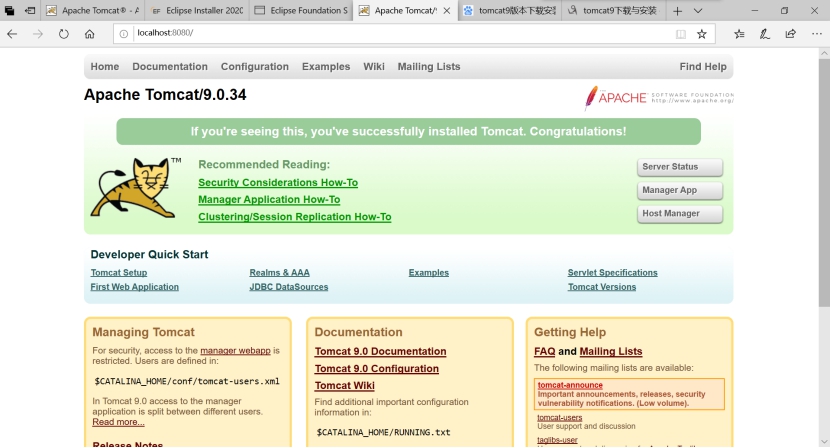 Apache Tomcat® - A
Eclipse Installer 2020
Eclipse Foundation S
Apache Tomcat/9
tomcat9版本下载安装
tomcat9下载与安装
localhost:8080/
Home Documentation Configuration Examples Wiki Mailing Lists Find Help
Apache Tomcat/9.0.34
APACHE SOFTWARE FOUNDATION
http://www.apache.org/
If you're seeing this, you've successfully installed Tomcat. Congratulations!
TM
Recommended Reading:
Security Considerations How-To
Manager Application How-To
Clustering/Session Replication How-To
Server Status
Manager App
Host Manager
Developer Quick Start
Tomcat Setup
First Web Application
Realms & AAA
JDBC DataSources
Examples
Servlet Specifications
Tomcat Versions
Managing Tomcat
For security, access to the manager webapp is
restricted. Users are defined in:
$CATALINA_HOME/conf/tomcat-users.xml
In Tomcat 9.0 access to the manager
application is split between different users.
Read more...
Release Notes
Documentation
Tomcat 9.0 Documentation
Tomcat 9.0 Configuration
Tomcat Wiki
Find additional important configuration
information in:
$CATALINA_HOME/RUNNING.txt
Getting Help
FAQ and Mailing Lists
The following mailing lists are available:
tomcat-announce
Important announcements, releases, security
vulnerability notifications. (Low volume).
tomcat-users
User support and discussion
taglibs-user